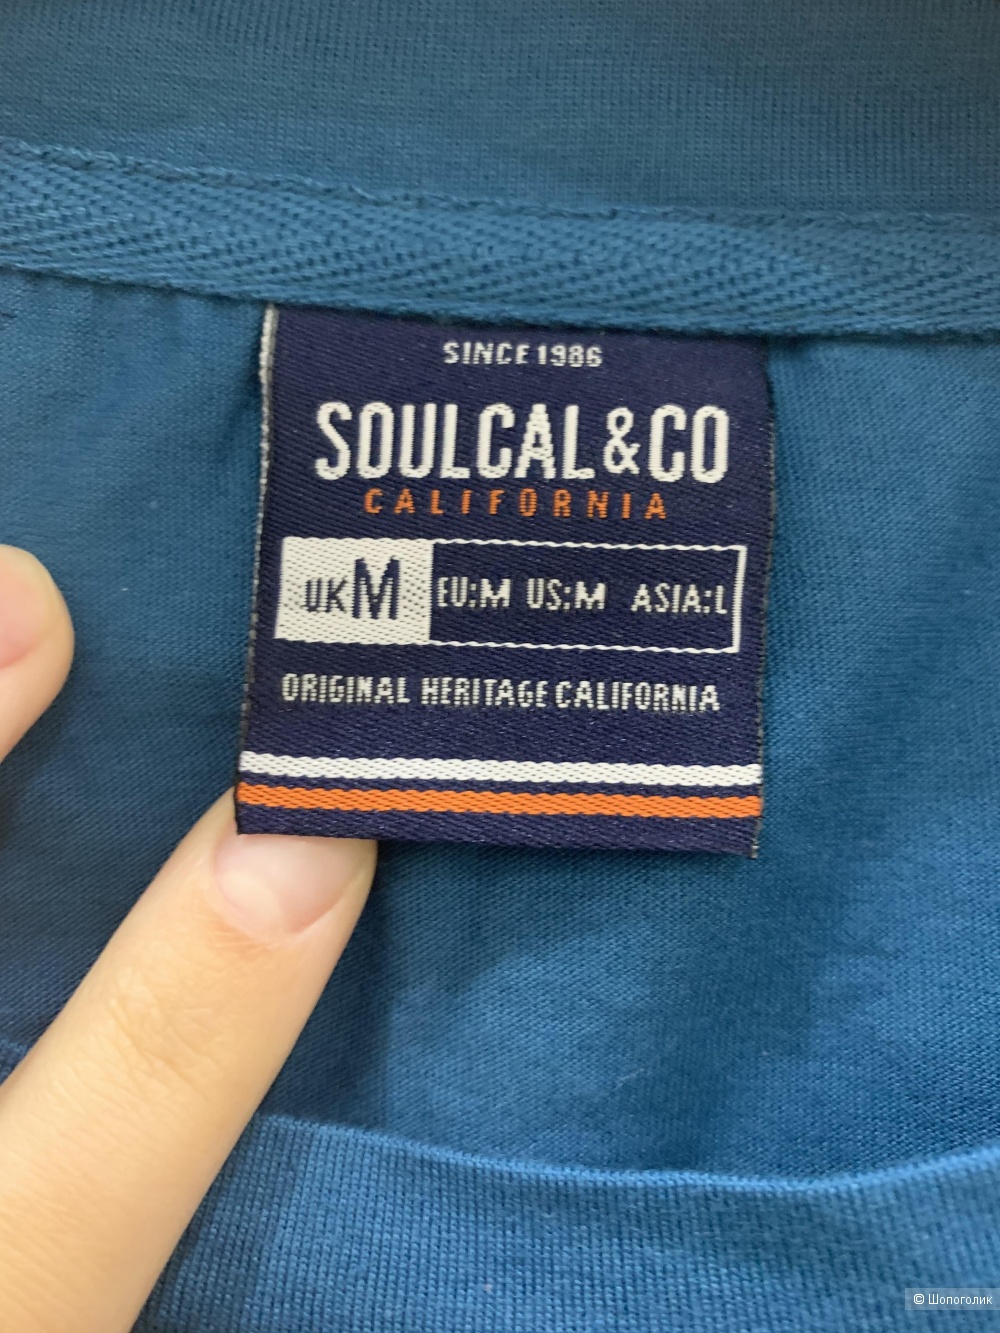 SINCE 1986
SOULCAL&CO
CALIFORNIA
UK M EU:M US:M ASIA:L
ORIGINAL HERITAGE CALIFORNIA
© Шопоголик